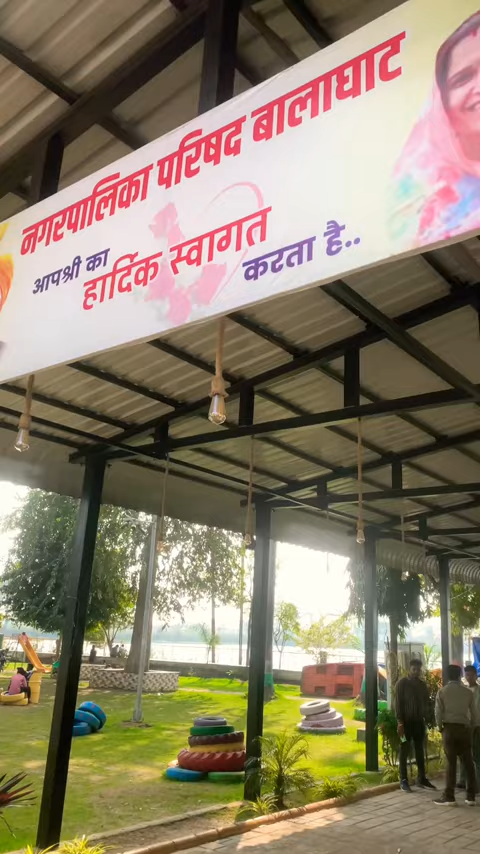 नगरपालिका परिषद बालाघाट
आपश्री का हार्दिक स्वागत करता है..